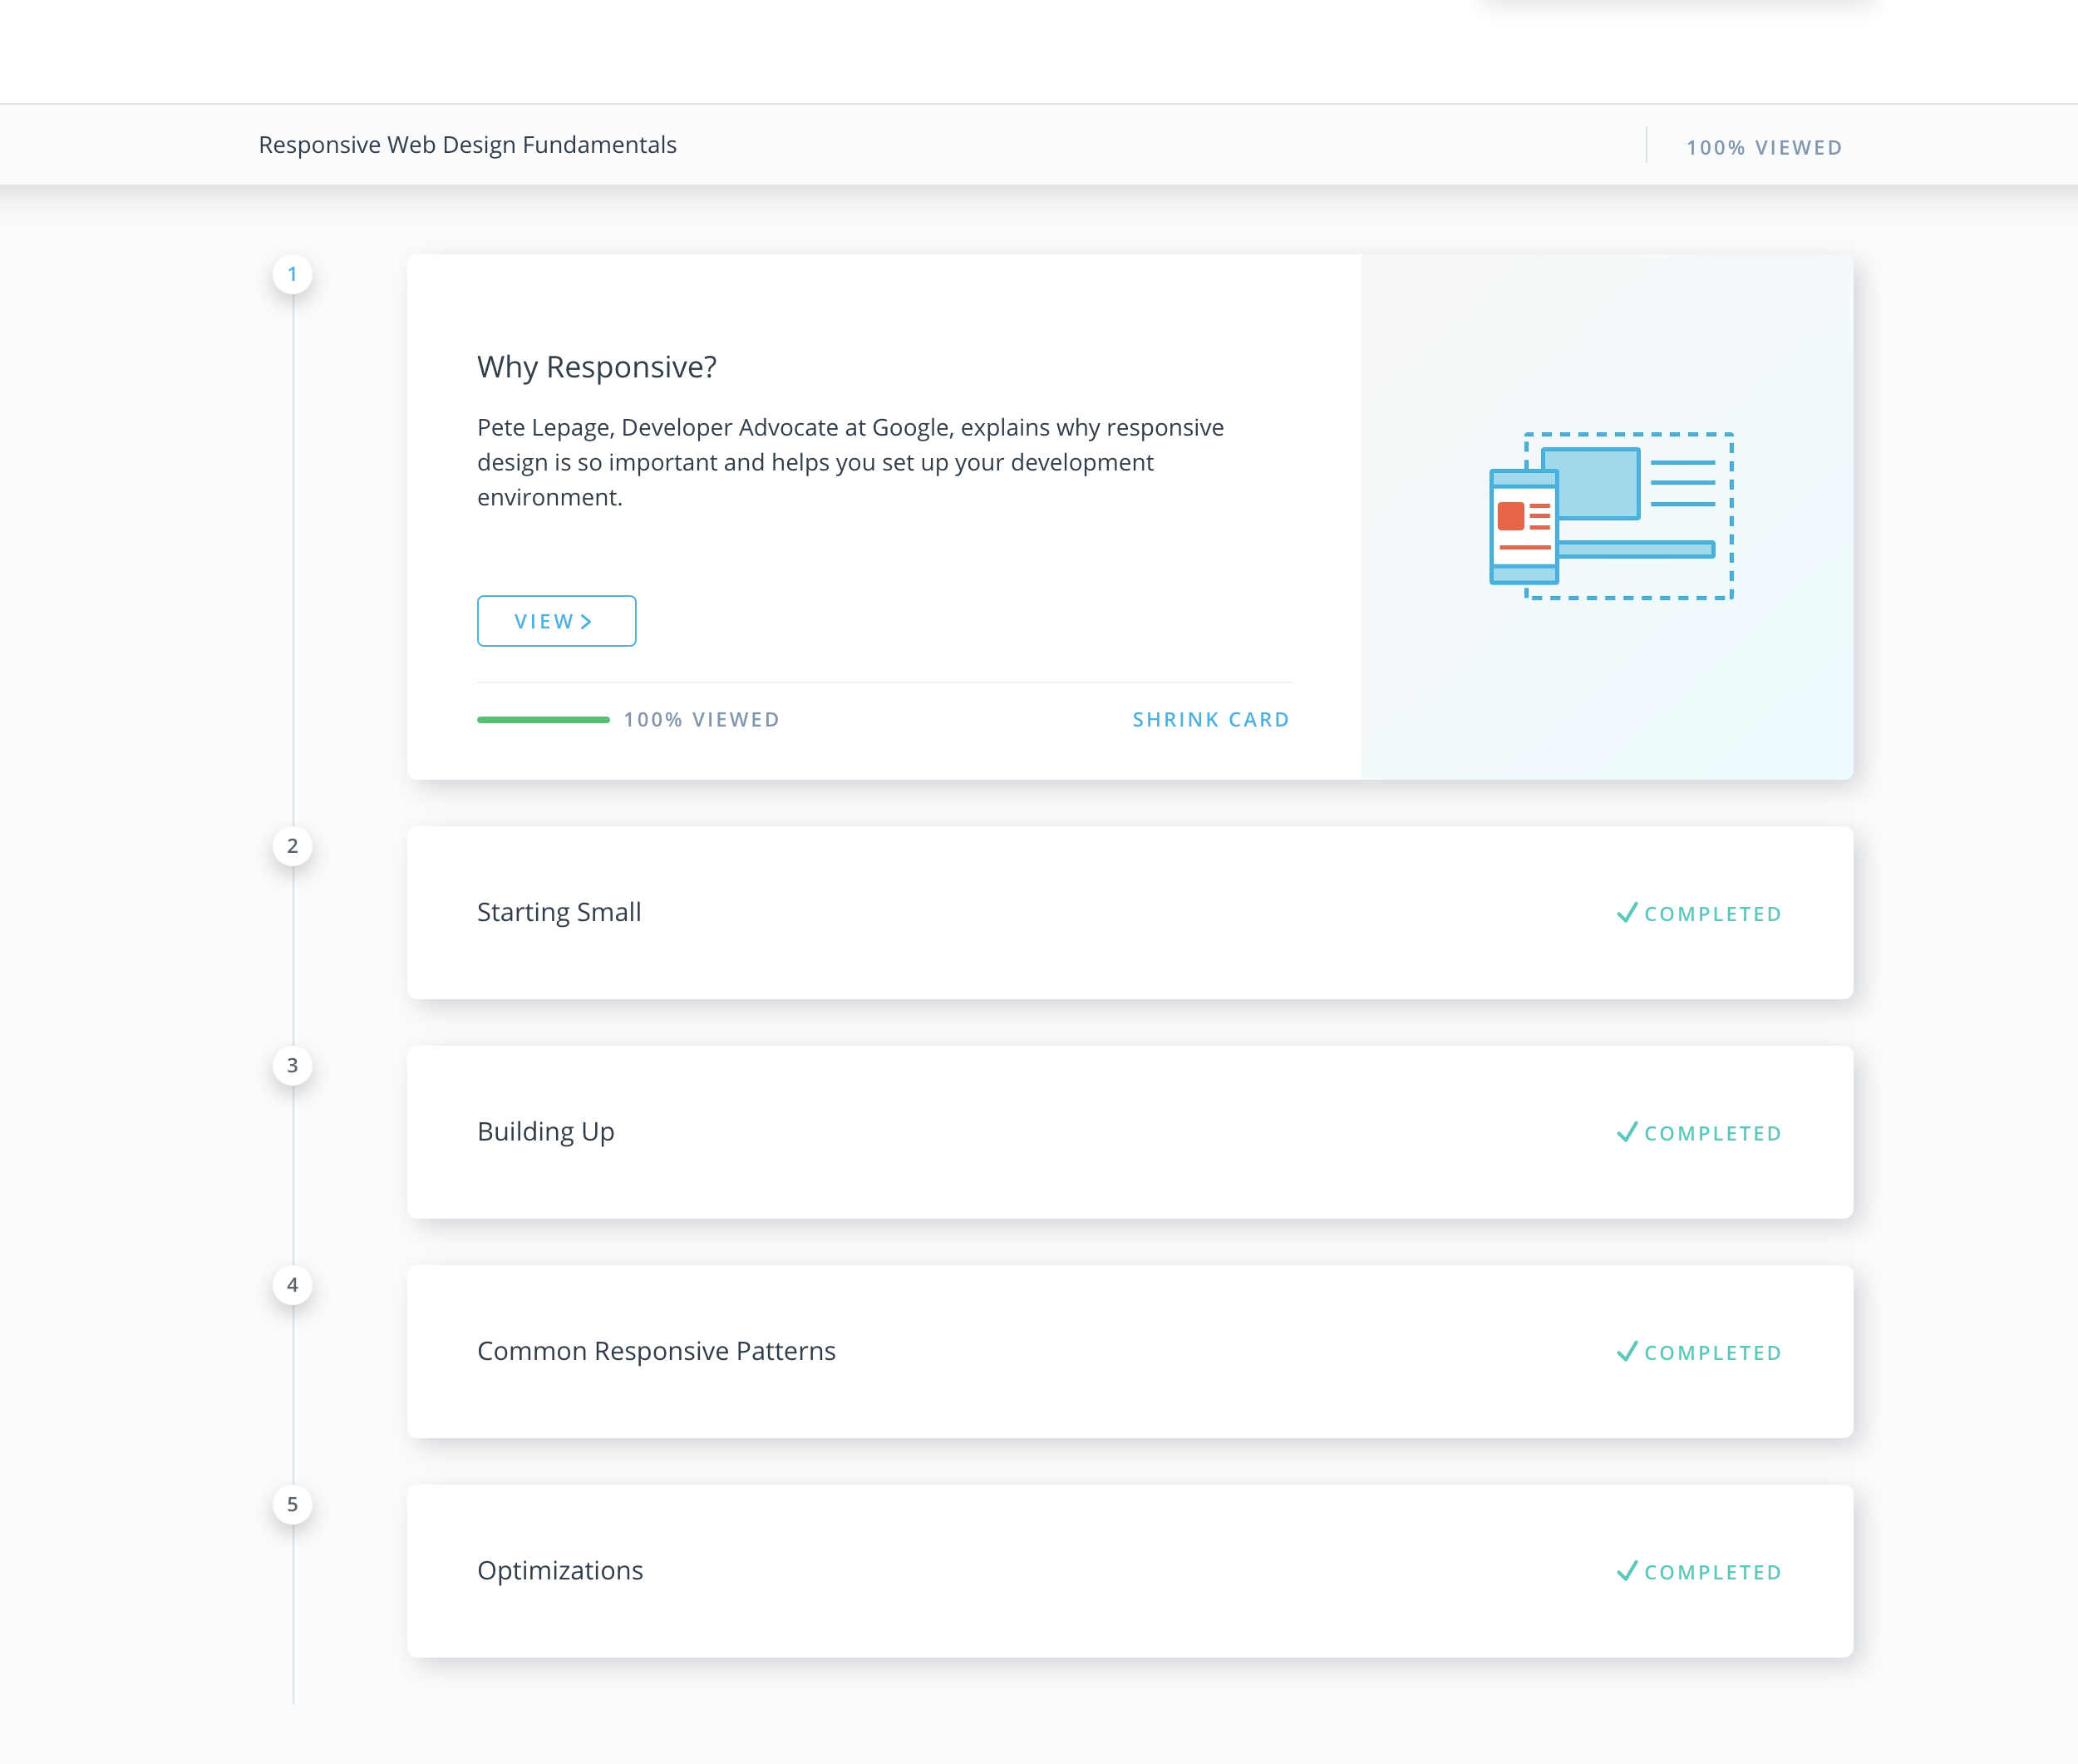 Responsive Web Design Fundamentals
100% VIEWED
1
Why Responsive?
Pete Lepage, Developer Advocate at Google, explains why responsive
design is so important and helps you set up your development
environment.
VIEW
100% VIEWED
SHRINK CARD
2
Starting Small
COMPLETED
3
Building Up
COMPLETED
4
Common Responsive Patterns
COMPLETED
5
Optimizations
COMPLETED